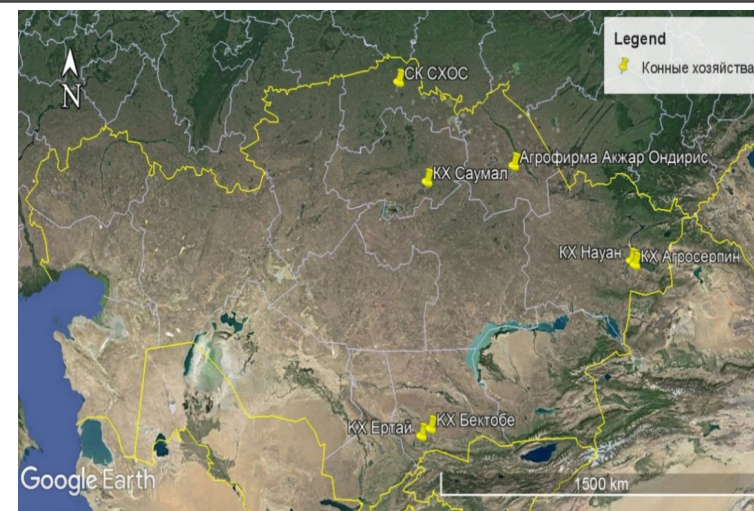 Legend
Конные хозяйства
N
СК СХОС
Агрофирма Акжар Ондирис
КХ Саумал
КХ Науан
КХ Агросерпин
КХ Ертай
КХ Бектобе
Google Earth
1500 km